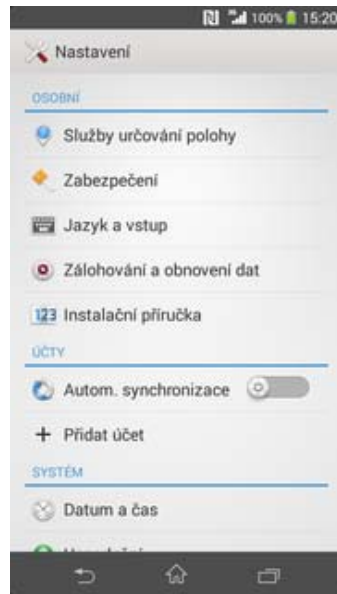 100% 15:20
Nastavení
OSOBNÍ
Služby určování polohy
Zabezpečení
Jazyk a vstup
Zálohování a obnovení dat
123 Instalační příručka
ÚČTY
Autom. synchronizace
Přidat účet
SYSTÉM
Datum a čas